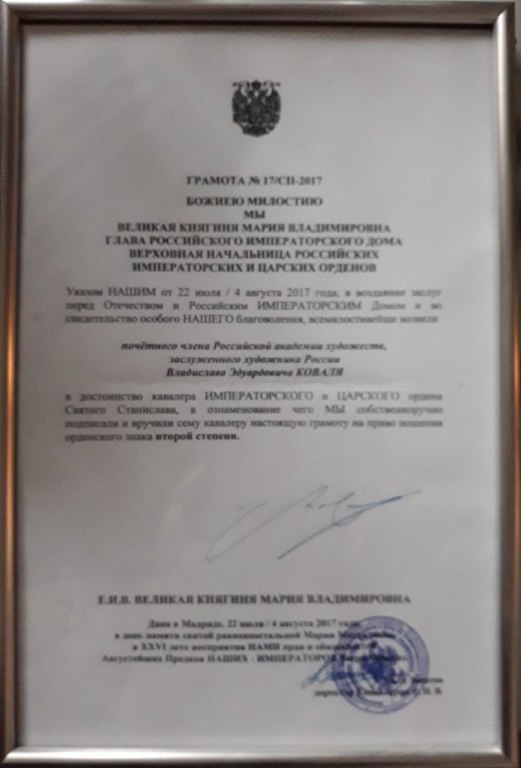 ГРАМОТА № 17/СП-2017
БОЖИЕЮ МИЛОСТИЮ
МЫ
ВЕЛИКАЯ КНЯГИНЯ МАРИЯ ВЛАДИМИРОВНА
ГЛАВА РОССИЙСКОГО ИМПЕРАТОРСКОГО ДОМА
ВЕРХОВНАЯ НАЧАЛЬНИЦА РОССИЙСКИХ
ИМПЕРАТОРСКИХ И ЦАРСКИХ ОРДЕНОВ
Указом НАШИМ от 22 июля / 4 августа 2017 года, в воздаяние заслуг
перед Отечеством и Российским ИМПЕРАТОРСКИМ Домом и во
свидетельство особого НАШЕГО благоволения, всемилостивейше возвели
почётного члена Российской академии художеств,
заслуженного художника России
Владислава Эдуардовича КОВАЛЯ
в достоинство кавалера ИМПЕРАТОРСКОГО и ЦАРСКОГО ордена
Святого Станислава, в ознаменование чего МЫ собственноручно
подписали и вручили сему кавалеру настоящую грамоту на право ношения
орденского знака второй степени.
Е.И.В. ВЕЛИКАЯ КНЯГИНЯ МАРИЯ ВЛАДИМИРОВНА
Дана в Мадриде, 22 июля / 4 августа 2017 года,
в день памяти святой равноапостольной Марии
в XXVI лето восприятия НАМИ прав и
Августейших Предков НАШИХ - ИМПЕРАТОРОВ
директор Е. И. В.